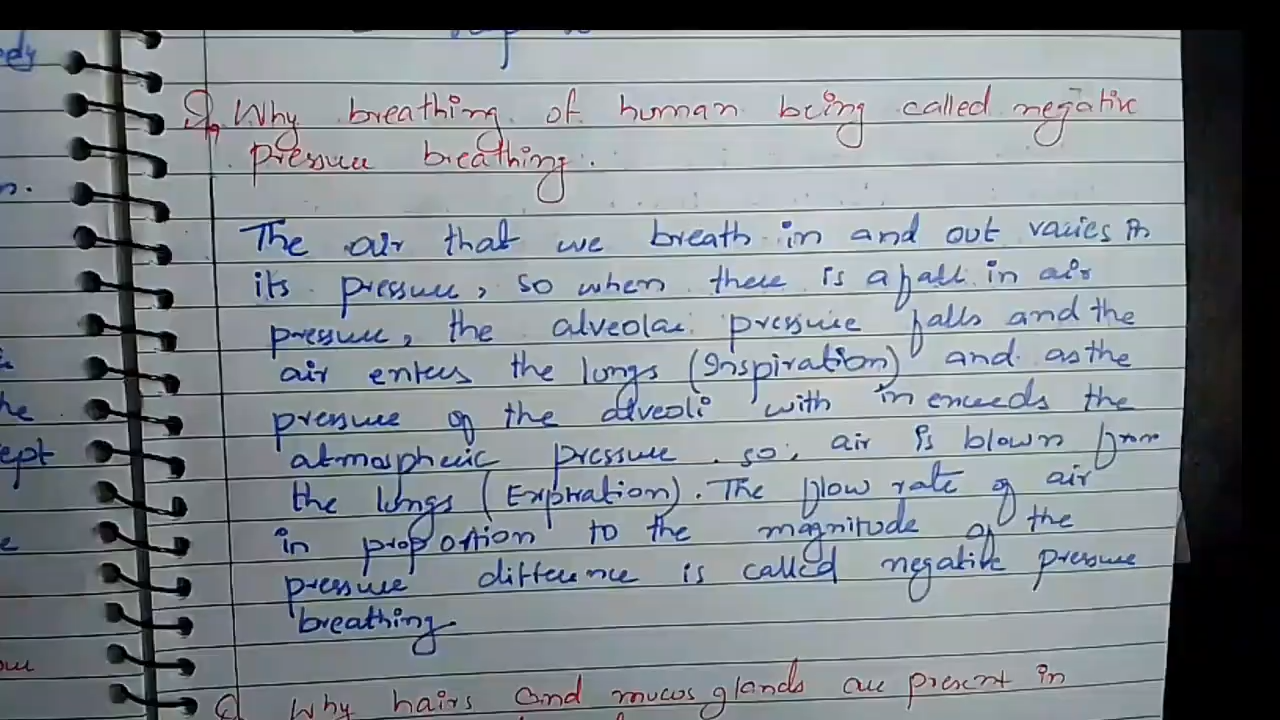 Q, Why breathing of human being called negative
pressure breathing.
The air that we breath in and out varies in
its pressure, so when there is a fall in air
pressure, the alveolar pressure falls and the
air enters the lungs (Inspiration) and as the
pressure of the alveoli with in exceeds the
atmospheric pressure so, air is blown from
the lungs (Expiration). The flow rate of air
in proportion to the magnitude of the
pressure difference is called negative pressure
breathing.
Q Why hairs and mucus glands are present in